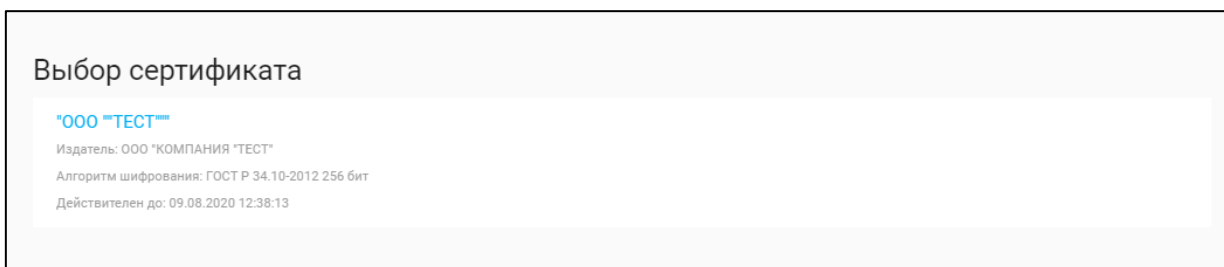 Выбор сертификата
"ООО ""ТЕСТ"""
Издатель: ООО "КОМПАНИЯ "ТЕСТ"
Алгоритм шифрования: ГОСТ Р 34.10-2012 256 бит
Действителен до: 09.08.2020 12:38:13